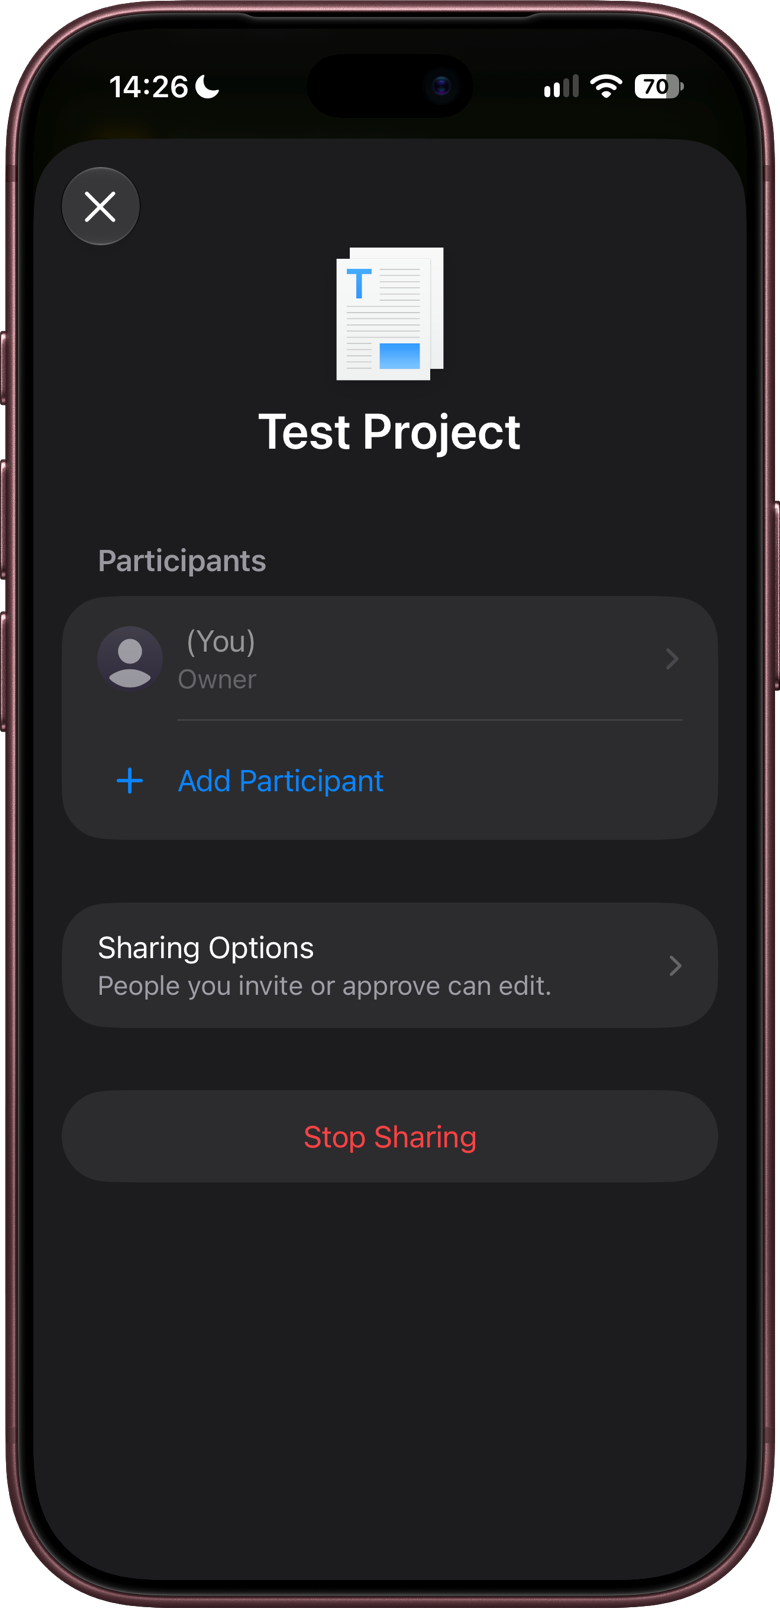 14:26
70
T
Test Project
Participants
(You)
Owner
Add Participant
Sharing Options
People you invite or approve can edit.
Stop Sharing